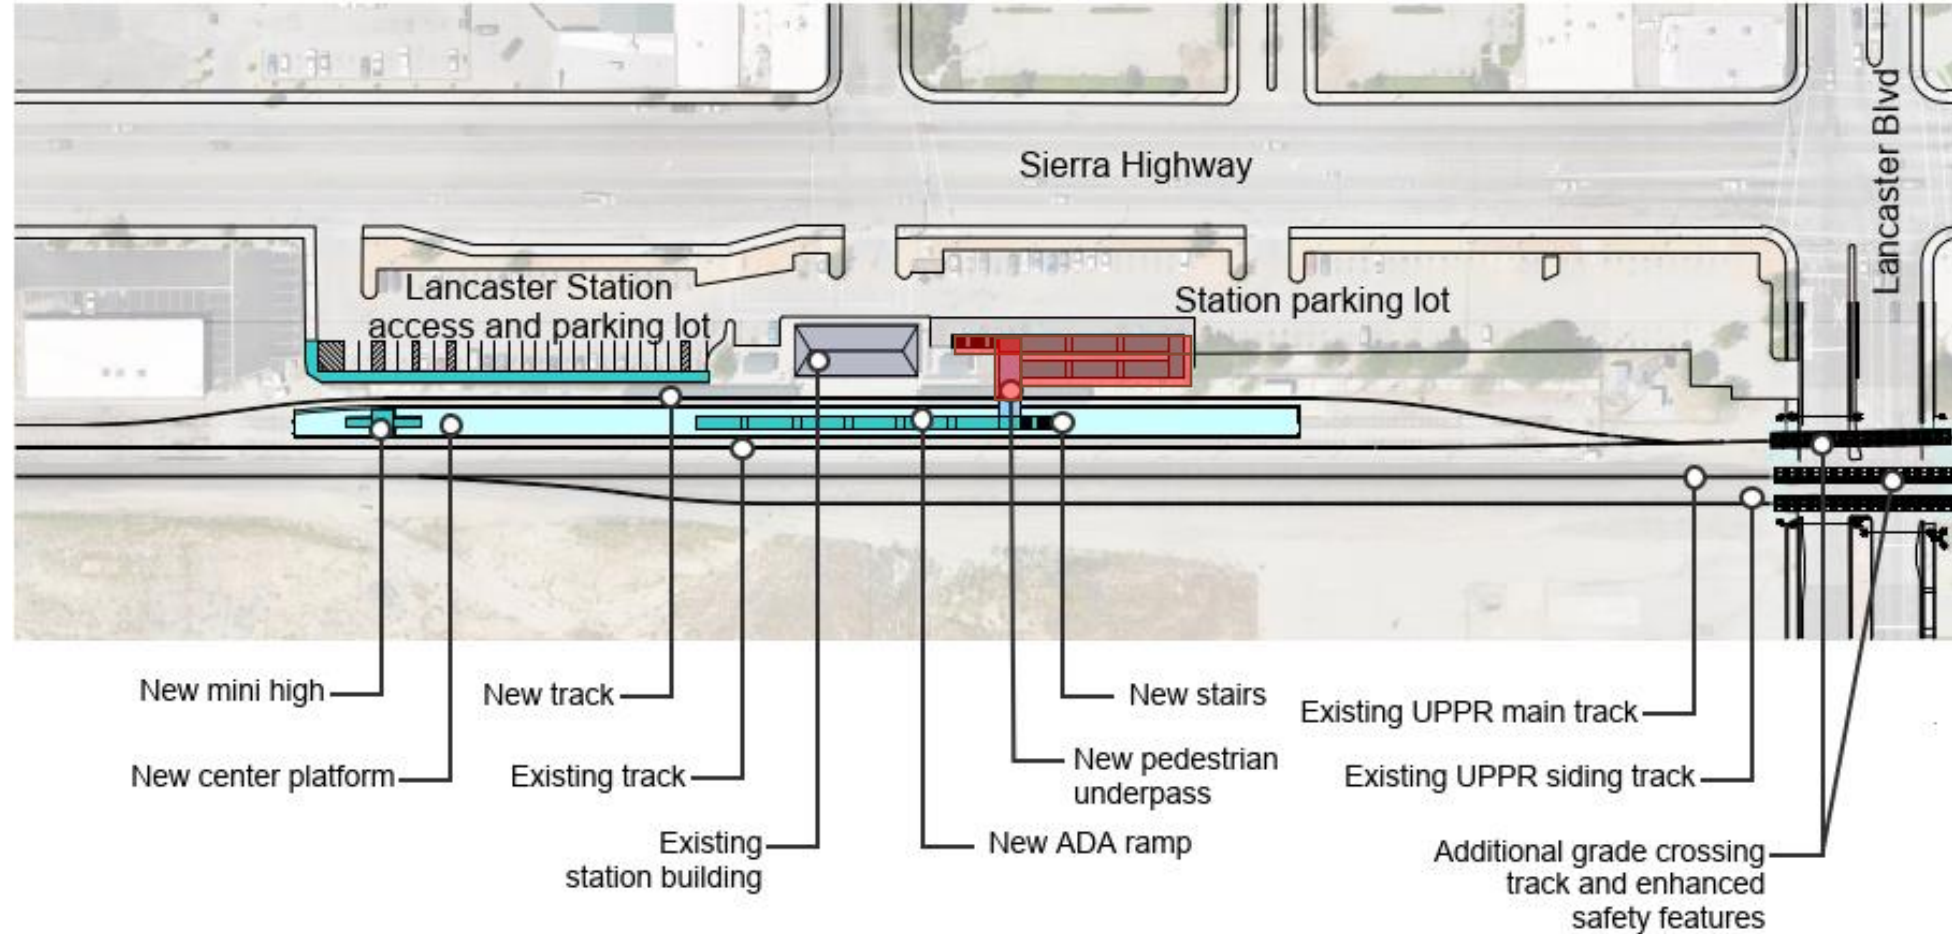 Lancaster Blvd
Sierra Highway
Lancaster Station
access and parking lot
Station parking lot
New mini high
New track
New stairs
Existing UPPR main track
New center platform
Existing track
New pedestrian
underpass
Existing UPPR siding track
Existing
station building
New ADA ramp
Additional grade crossing
track and enhanced
safety features